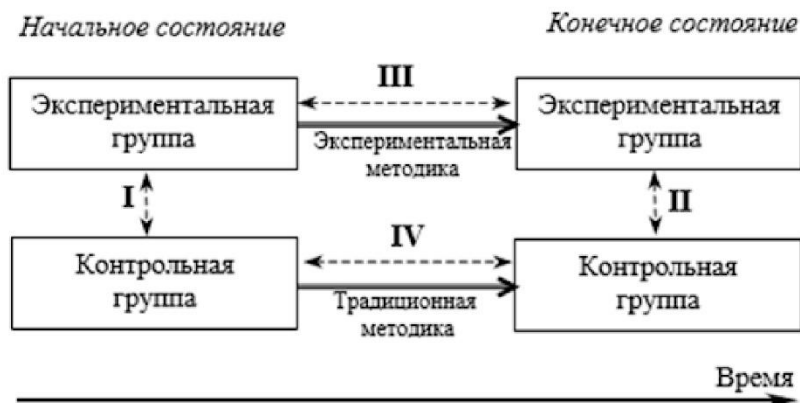 Начальное состояние
Конечное состояние
Экспериментальная
группа
III
Экспериментальная
методика
Экспериментальная
группа
I
II
Контрольная
группа
IV
Традиционная
методика
Контрольная
группа
Время